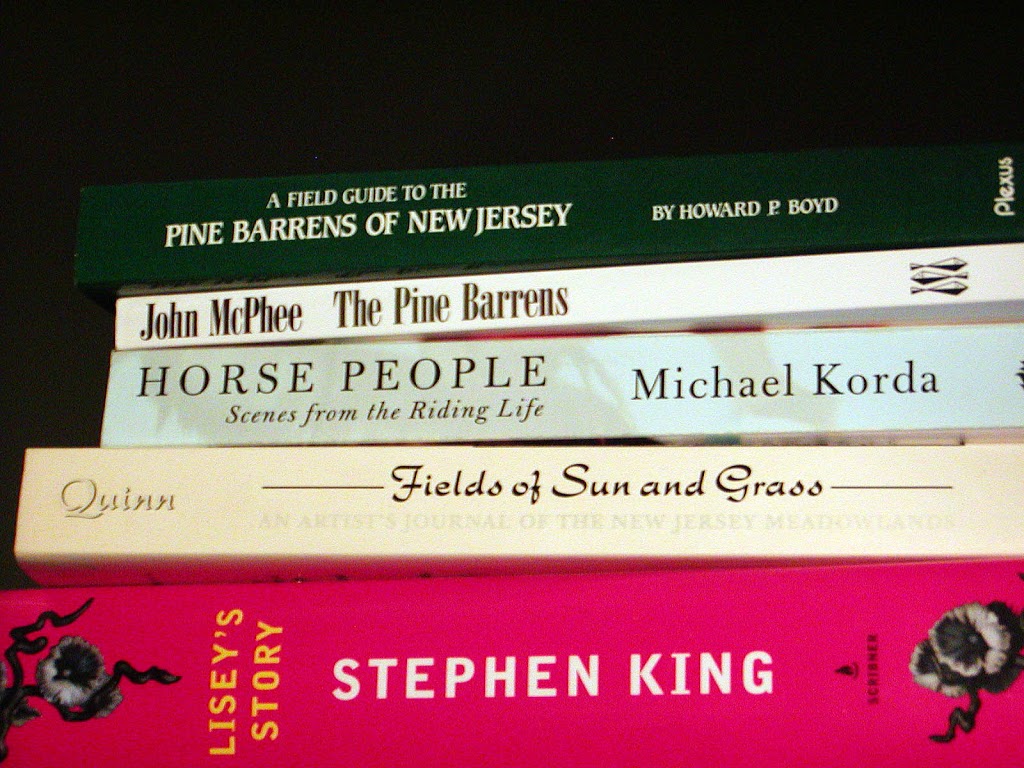 A FIELD GUIDE TO THE
PINE BARRENS OF NEW JERSEY
BY HOWARD P. BOYD
Plexus
John McPhee The Pine Barrens
HORSE PEOPLE
Scenes from the Riding Life
Michael Korda
Quinn
Fields of Sun and Grass
AN ARTIST'S JOURNAL OF THE NEW JERSEY MEADOWLANDS
LISEY'S
STORY
STEPHEN KING
SCRIBNER